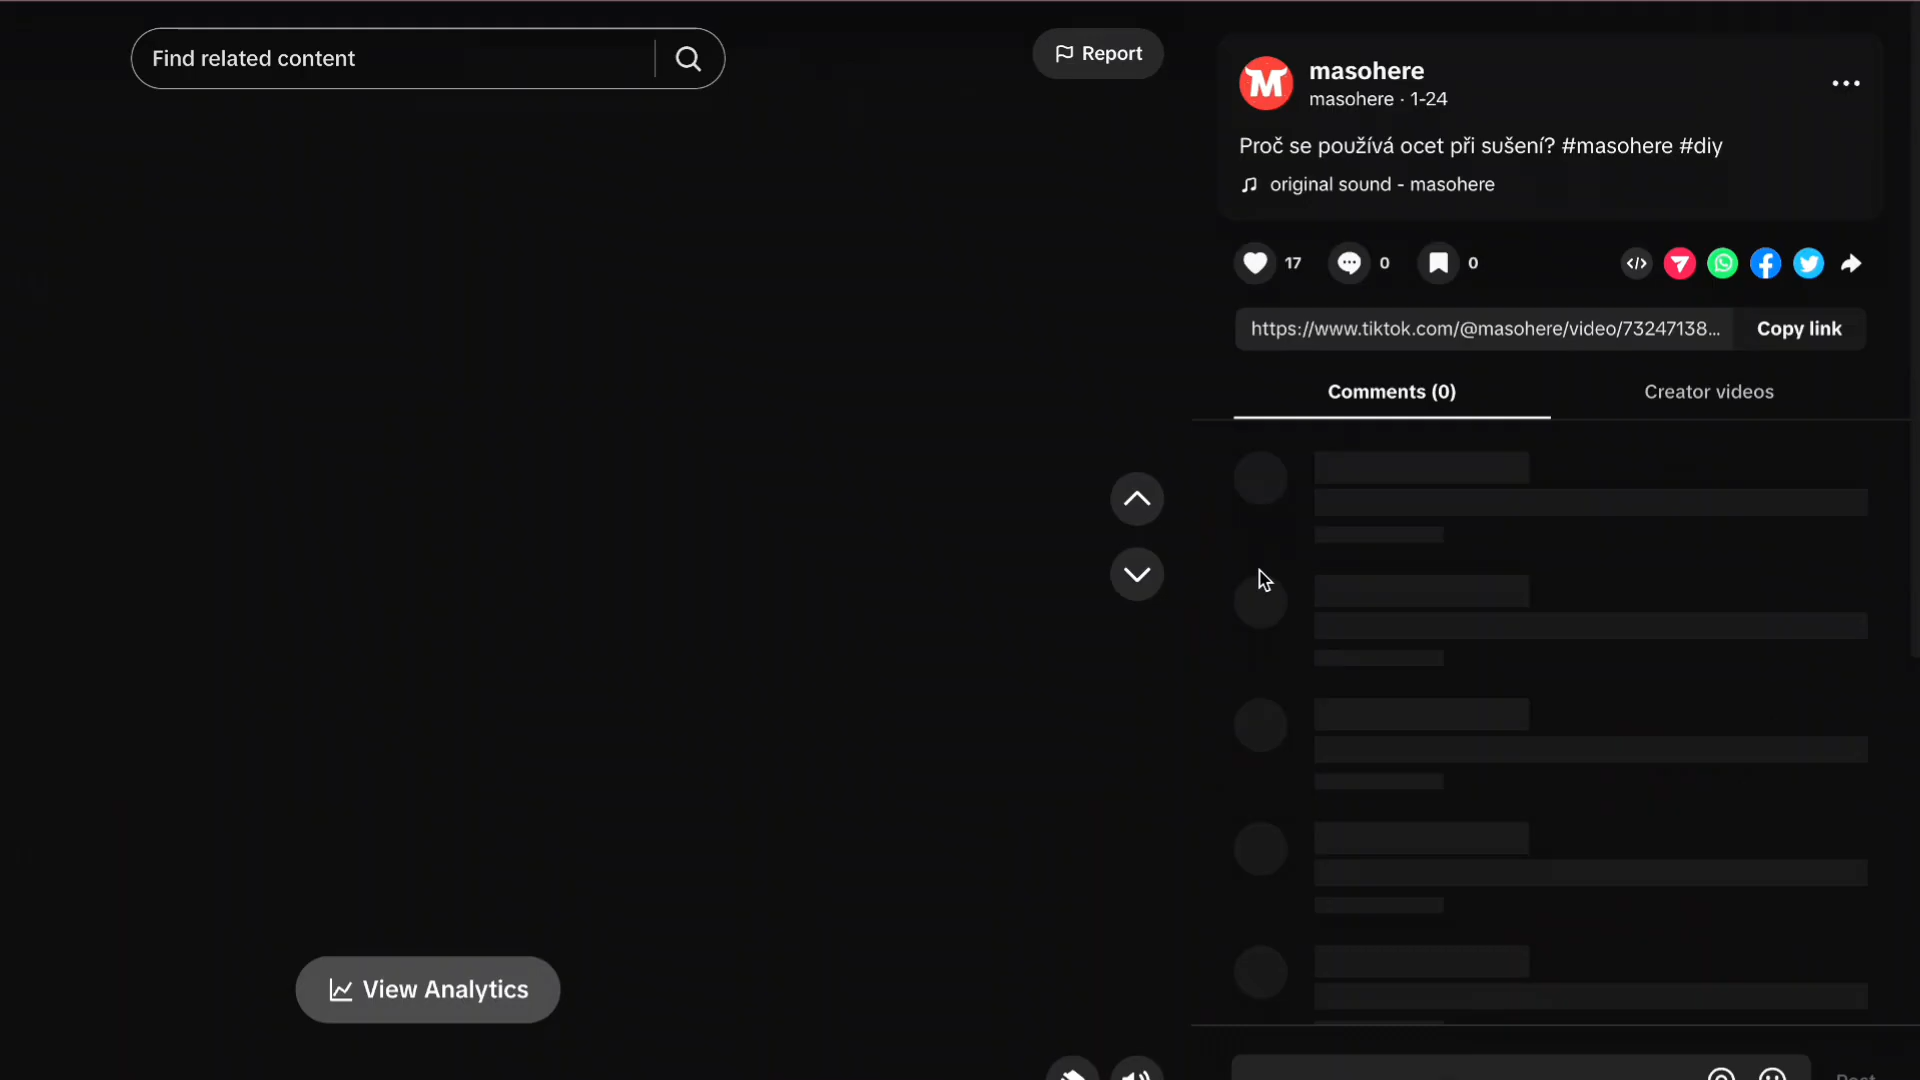 Find related content
Report
masohere
masohere · 1-24
Proč se používá ocet při sušení? #masohere #diy
original sound - masohere
17
0
0
https://www.tiktok.com/@masohere/video/73247138...
Copy link
Comments (0)
Creator videos
View Analytics
Post